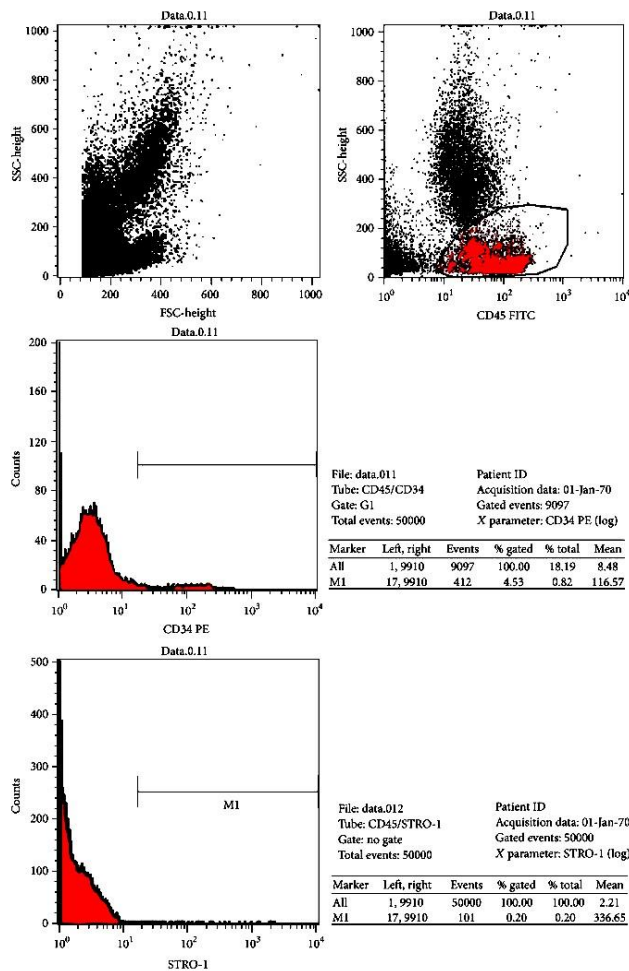 Data.0.11
1000
800
600
400
200
0
SSC-height
0 200 400 600 800 1000
FSC-height
Data.0.11
1000
800
600
400
200
0
SSC-height
10^0 10^1 10^2 10^3 10^4
CD45 FITC
Data.0.11
200
160
120
80
40
0
Counts
10^0 10^1 10^2 10^3 10^4
CD34 PE
File: data.011 Patient ID
Tube: CD45/CD34 Acquisition data: 01-Jan-70
Gate: G1 Gated events: 9097
Total events: 50000 X parameter: CD34 PE (log)
Marker Left, right Events % gated % total Mean
All 1, 9910 9097 100.00 18.19 8.48
M1 17, 9910 412 4.53 0.82 116.57
Data.0.11
500
400
300
200
100
0
Counts
M1
10^0 10^1 10^2 10^3 10^4
STRO-1
File: data.012 Patient ID
Tube: CD45/STRO-1 Acquisition data: 01-Jan-70
Gate: no gate Gated events: 50000
Total events: 50000 X parameter: STRO-1 (log)
Marker Left, right Events % gated % total Mean
All 1, 9910 50000 100.00 100.00 2.21
M1 17, 9910 101 0.20 0.20 336.65